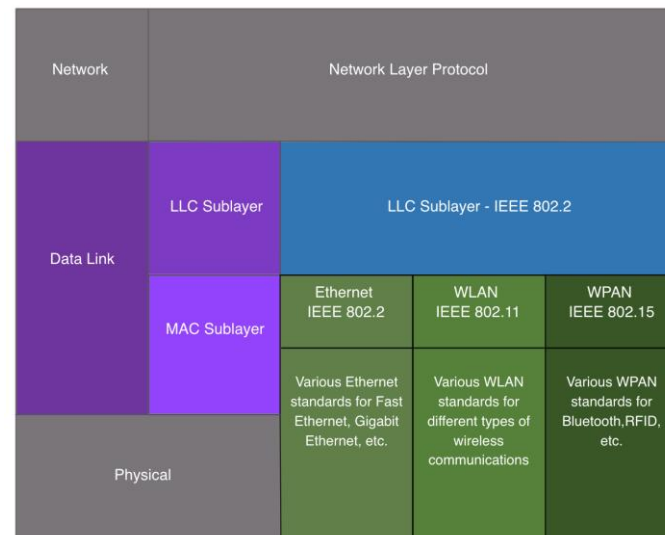 Network
Network Layer Protocol
Data Link
LLC Sublayer
LLC Sublayer - IEEE 802.2
MAC Sublayer
Ethernet
IEEE 802.2
WLAN
IEEE 802.11
WPAN
IEEE 802.15
Various Ethernet
standards for Fast
Ethernet, Gigabit
Ethernet, etc.
Various WLAN
standards for
different types of
wireless
communications
Various WPAN
standards for
Bluetooth,RFID,
etc.
Physical